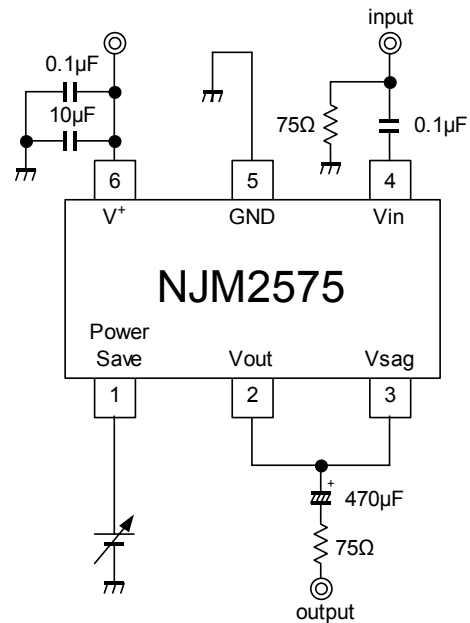 input
0.1µF
10µF
75Ω
0.1µF
6
5
4
V+
GND
Vin
NJM2575
Power
Save
Vout
Vsag
1
2
3
+
470µF
75Ω
output